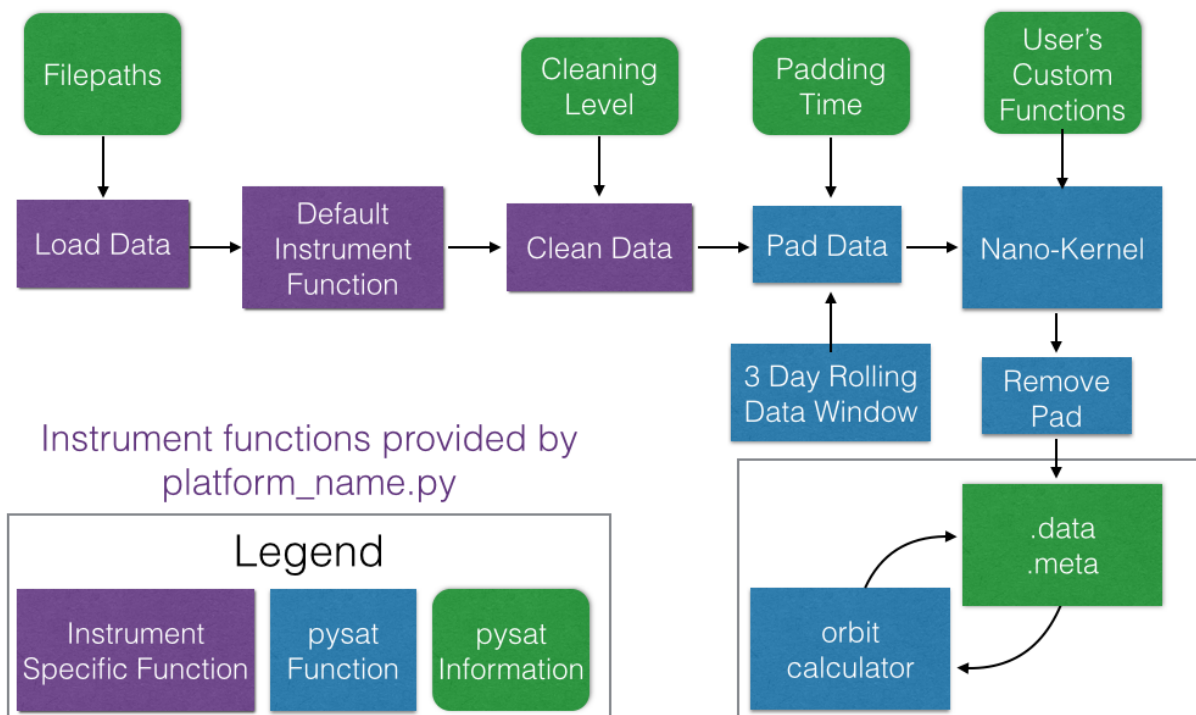 Filepaths
Cleaning
Level
Padding
Time
User's
Custom
Functions
Load Data
Default
Instrument
Function
Clean Data
Pad Data
Nano-Kernel
3 Day Rolling
Data Window
Remove
Pad
Instrument functions provided by
platform_name.py
Legend
Instrument
Specific Function
pysat
Function
pysat
Information
.data
.meta
orbit
calculator